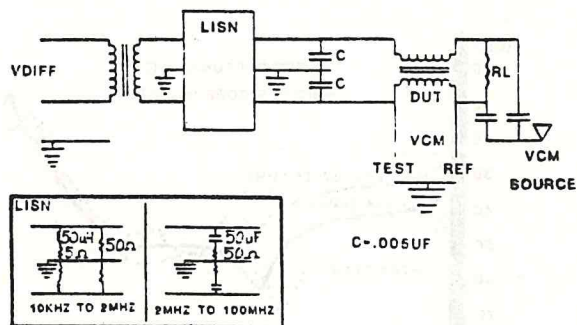 LISN
VDIFF
C
C
RL
DUT
VCM
TEST REF
VCM
SOURCE
C=.005UF
LISN
50uH
5Ω
50Ω
50uF
50Ω
10KHZ TO 2MHZ
2MHZ TO 100MHZ